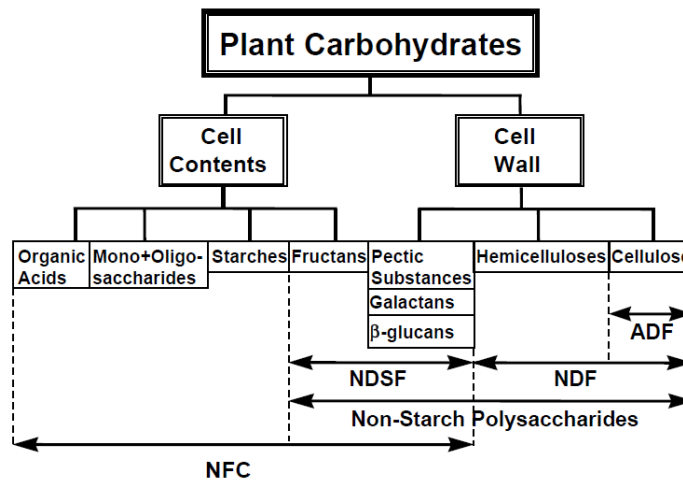 Plant Carbohydrates
Cell
Contents
Cell
Wall
Organic
Acids
Mono+Oligo-
saccharides
Starches
Fructans
Pectic
Substances
Galactans
β-glucans
Hemicelluloses
Cellulose
ADF
NDSF
NDF
Non-Starch Polysaccharides
NFC